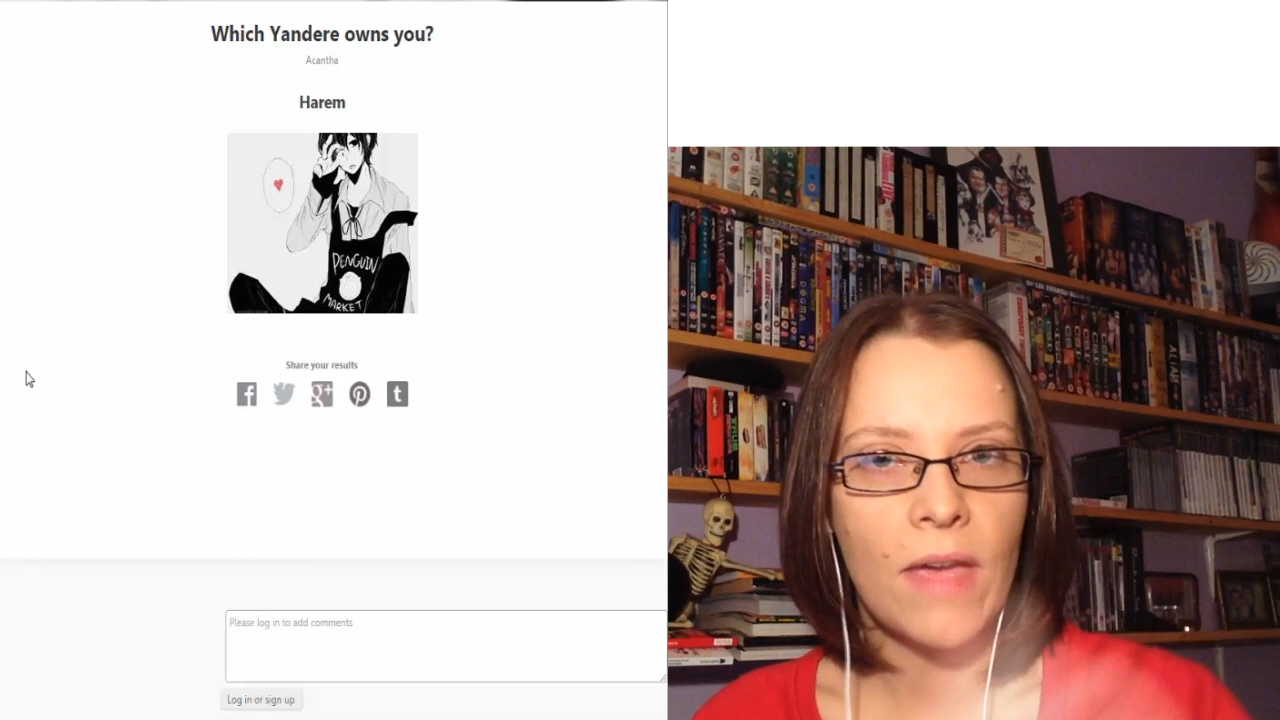 Which Yandere owns you?
Acantha
Harem
PENGUIN
MARKET
Share your results
Please log in to add comments
Log in or sign up